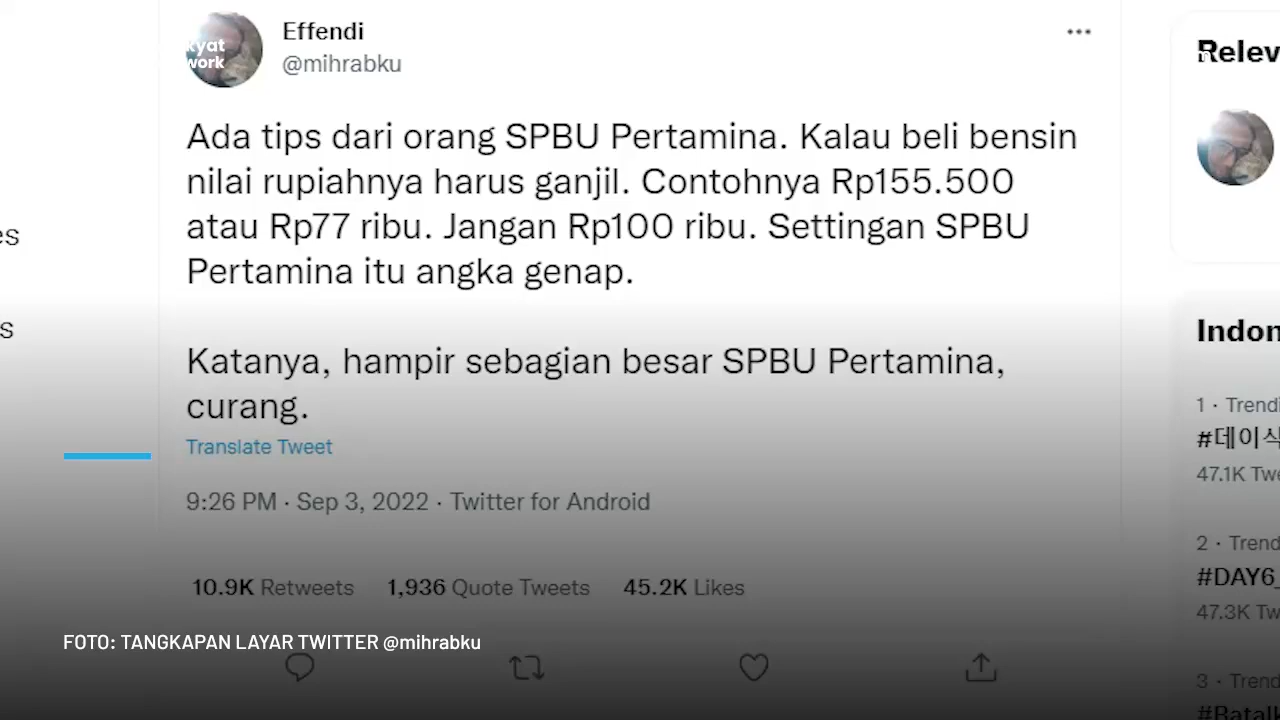 Effendi
@mihrabku
Ada tips dari orang SPBU Pertamina. Kalau beli bensin
nilai rupiahnya harus ganjil. Contohnya Rp155.500
atau Rp77 ribu. Jangan Rp100 ribu. Settingan SPBU
Pertamina itu angka genap.
Katanya, hampir sebagian besar SPBU Pertamina,
curang.
Translate Tweet
9:26 PM · Sep 3, 2022 · Twitter for Android
10.9K Retweets 1,936 Quote Tweets 45.2K Likes
FOTO: TANGKAPAN LAYAR TWITTER @mihrabku
Relev
Indon
1 · Trendi
#데이식
47.1K Twe
2 · Trend
#DAY6_
47.3K Tw
3 · Trend